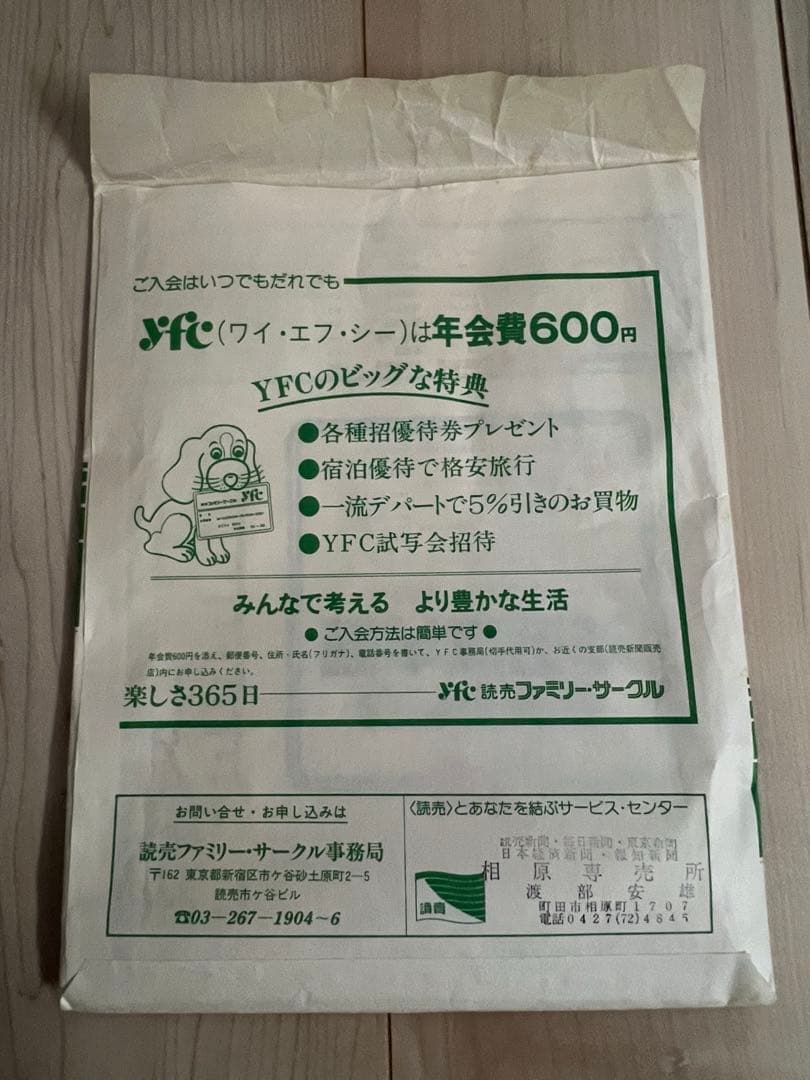 ご入会はいつでもだれでも
yfc(ワイ・エフ・シー)は年会費600円
YFCのビッグな特典
●各種招優待券プレゼント
●宿泊優待で格安旅行
●一流デパートで5%引きのお買物
●YFC試写会招待
yfc
みんなで考える より豊かな生活
●ご入会方法は簡単です●
年会費600円を添え、郵便番号、住所・氏名(フリガナ)、電話番号を書いて、YFC事務局(切手代用可)か、お近くの支部(読売新聞販売
店)内にお申し込みください。
楽しさ365日
yfc 読売ファミリー・サークル
お問い合せ・お申し込みは
読売ファミリー・サークル事務局
〒162 東京都新宿区市ケ谷砂土原町2-5
読売市ケ谷ビル
☎03-267-1904~6
〈読売〉とあなたを結ぶサービス・センター
読売新聞・毎日新聞・東京新聞
日本経済新聞・報知新聞
相原専売所
渡部安雄
町田市相原町1707
電話0427(72)4845
読売